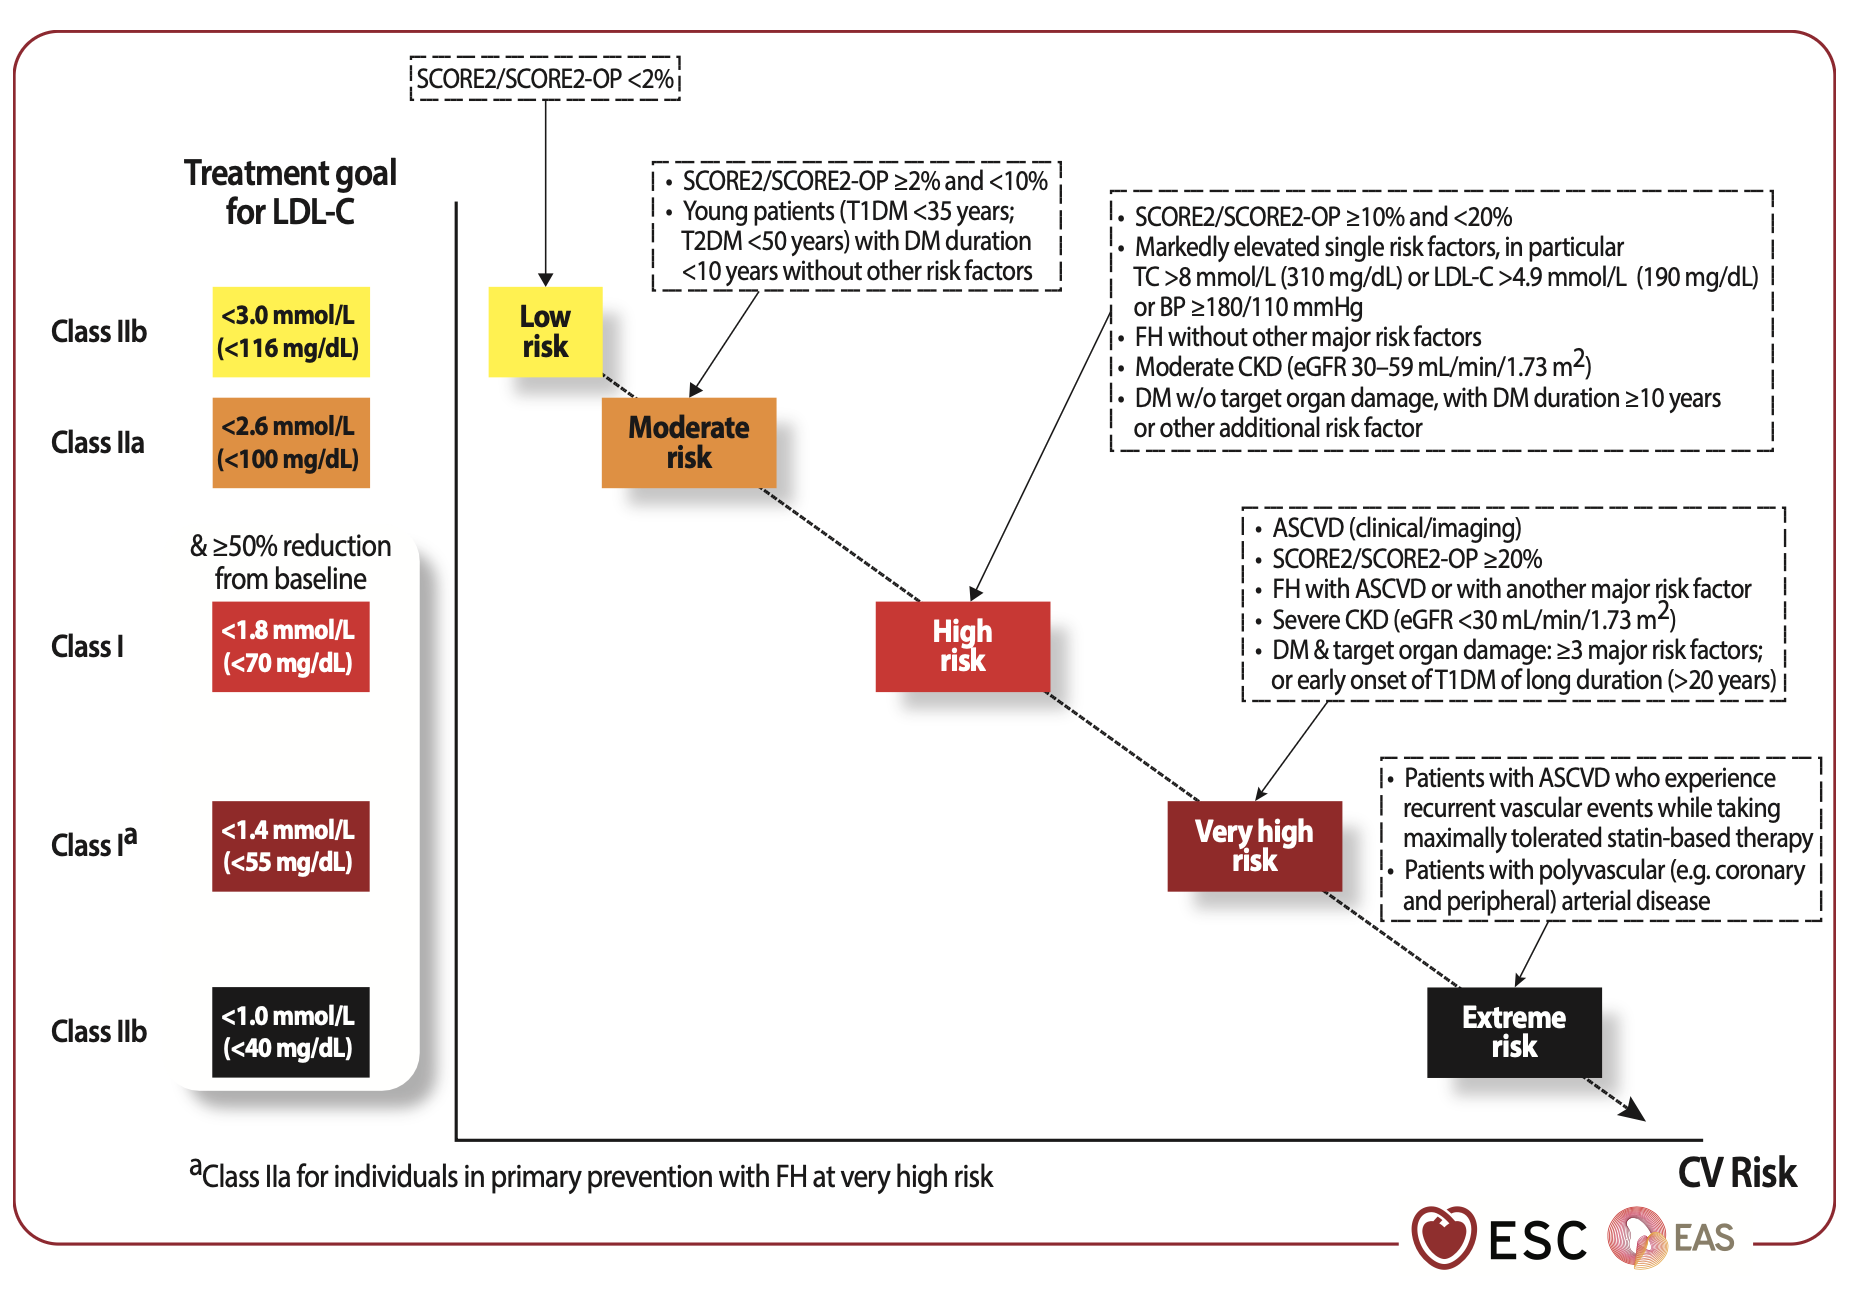 SCORE2/SCORE2-OP <2%
Treatment goal
for LDL-C
• SCORE2/SCORE2-OP ≥2% and <10%
• Young patients (T1DM <35 years;
T2DM <50 years) with DM duration
<10 years without other risk factors
• SCORE2/SCORE2-OP ≥10% and <20%
• Markedly elevated single risk factors, in particular
TC >8 mmol/L (310 mg/dL) or LDL-C >4.9 mmol/L (190 mg/dL)
or BP ≥180/110 mmHg
• FH without other major risk factors
• Moderate CKD (eGFR 30–59 mL/min/1.73 m²)
• DM w/o target organ damage, with DM duration ≥10 years
or other additional risk factor
Class IIb
<3.0 mmol/L
(<116 mg/dL)
Low
risk
Class IIa
<2.6 mmol/L
(<100 mg/dL)
Moderate
risk
& ≥50% reduction
from baseline
• ASCVD (clinical/imaging)
• SCORE2/SCORE2-OP ≥20%
• FH with ASCVD or with another major risk factor
• Severe CKD (eGFR <30 mL/min/1.73 m²)
• DM & target organ damage: ≥3 major risk factors;
or early onset of T1DM of long duration (>20 years)
Class I
<1.8 mmol/L
(<70 mg/dL)
High
risk
• Patients with ASCVD who experience
recurrent vascular events while taking
maximally tolerated statin-based therapy
• Patients with polyvascular (e.g. coronary
and peripheral) arterial disease
Class Iᵃ
<1.4 mmol/L
(<55 mg/dL)
Very high
risk
Class IIb
<1.0 mmol/L
(<40 mg/dL)
Extreme
risk
ᵃClass IIa for individuals in primary prevention with FH at very high risk
CV Risk
ESC
EAS